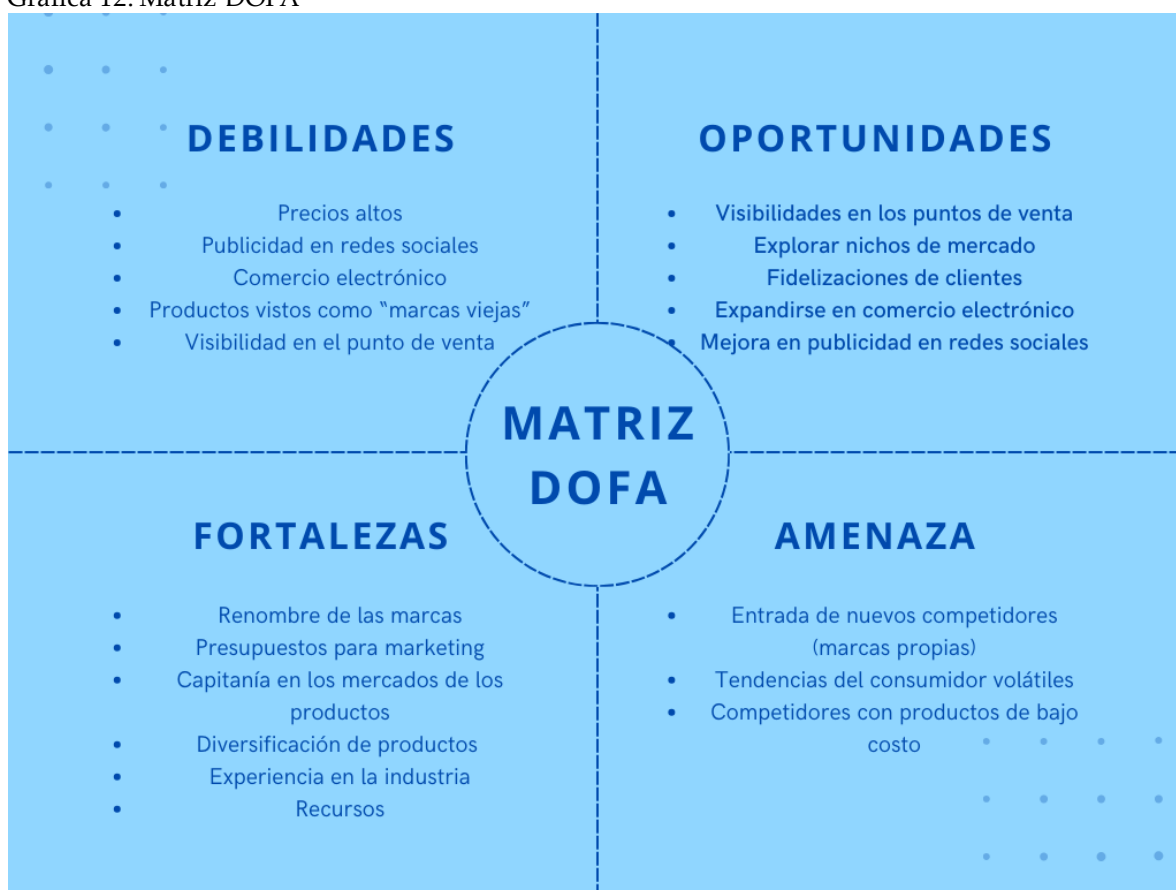 Gráfica 12. Matriz DOFA
DEBILIDADES
• Precios altos
• Publicidad en redes sociales
• Comercio electrónico
• Productos vistos como “marcas viejas”
• Visibilidad en el punto de venta
OPORTUNIDADES
• Visibilidades en los puntos de venta
• Explorar nichos de mercado
• Fidelizaciones de clientes
• Expandirse en comercio electrónico
• Mejora en publicidad en redes sociales
MATRIZ
DOFA
FORTALEZAS
• Renombre de las marcas
• Presupuestos para marketing
• Capitanía en los mercados de los
productos
• Diversificación de productos
• Experiencia en la industria
• Recursos
AMENAZA
• Entrada de nuevos competidores
(marcas propias)
• Tendencias del consumidor volátiles
• Competidores con productos de bajo
costo